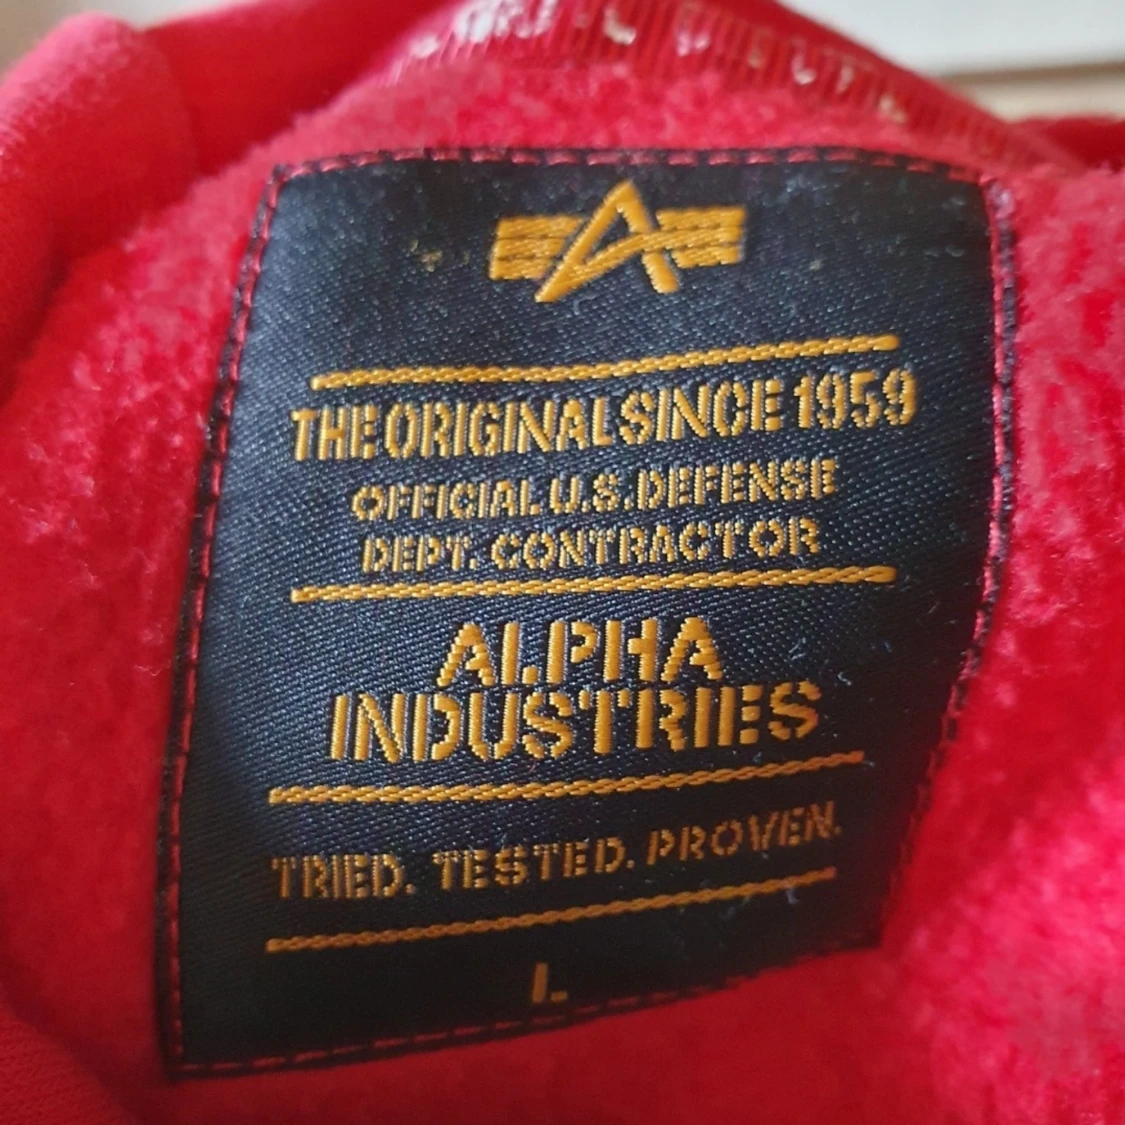 THE ORIGINAL SINCE 1959
OFFICIAL U.S. DEFENSE
DEPT. CONTRACTOR
ALPHA
INDUSTRIES
TRIED. TESTED. PROVEN.
L